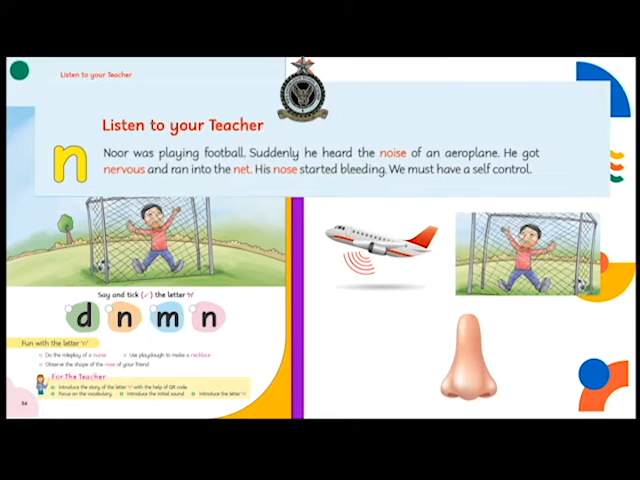 Listen to your Teacher
Listen to your Teacher
n
Noor was playing football. Suddenly he heard the noise of an aeroplane. He got
nervous and ran into the net. His nose started bleeding. We must have a self control.
Say and tick (✓) the letter 'n'
d n m n
Fun with the letter 'n'
Do the roleplay of a nurse
Use playdough to make a necklace
Observe the shape of the nose of your friend
For The Teacher
Introduce the story of the letter 'n' with the help of QR code.
Focus on the vocabulary.
Introduce the initial sound.
Introduce the letter